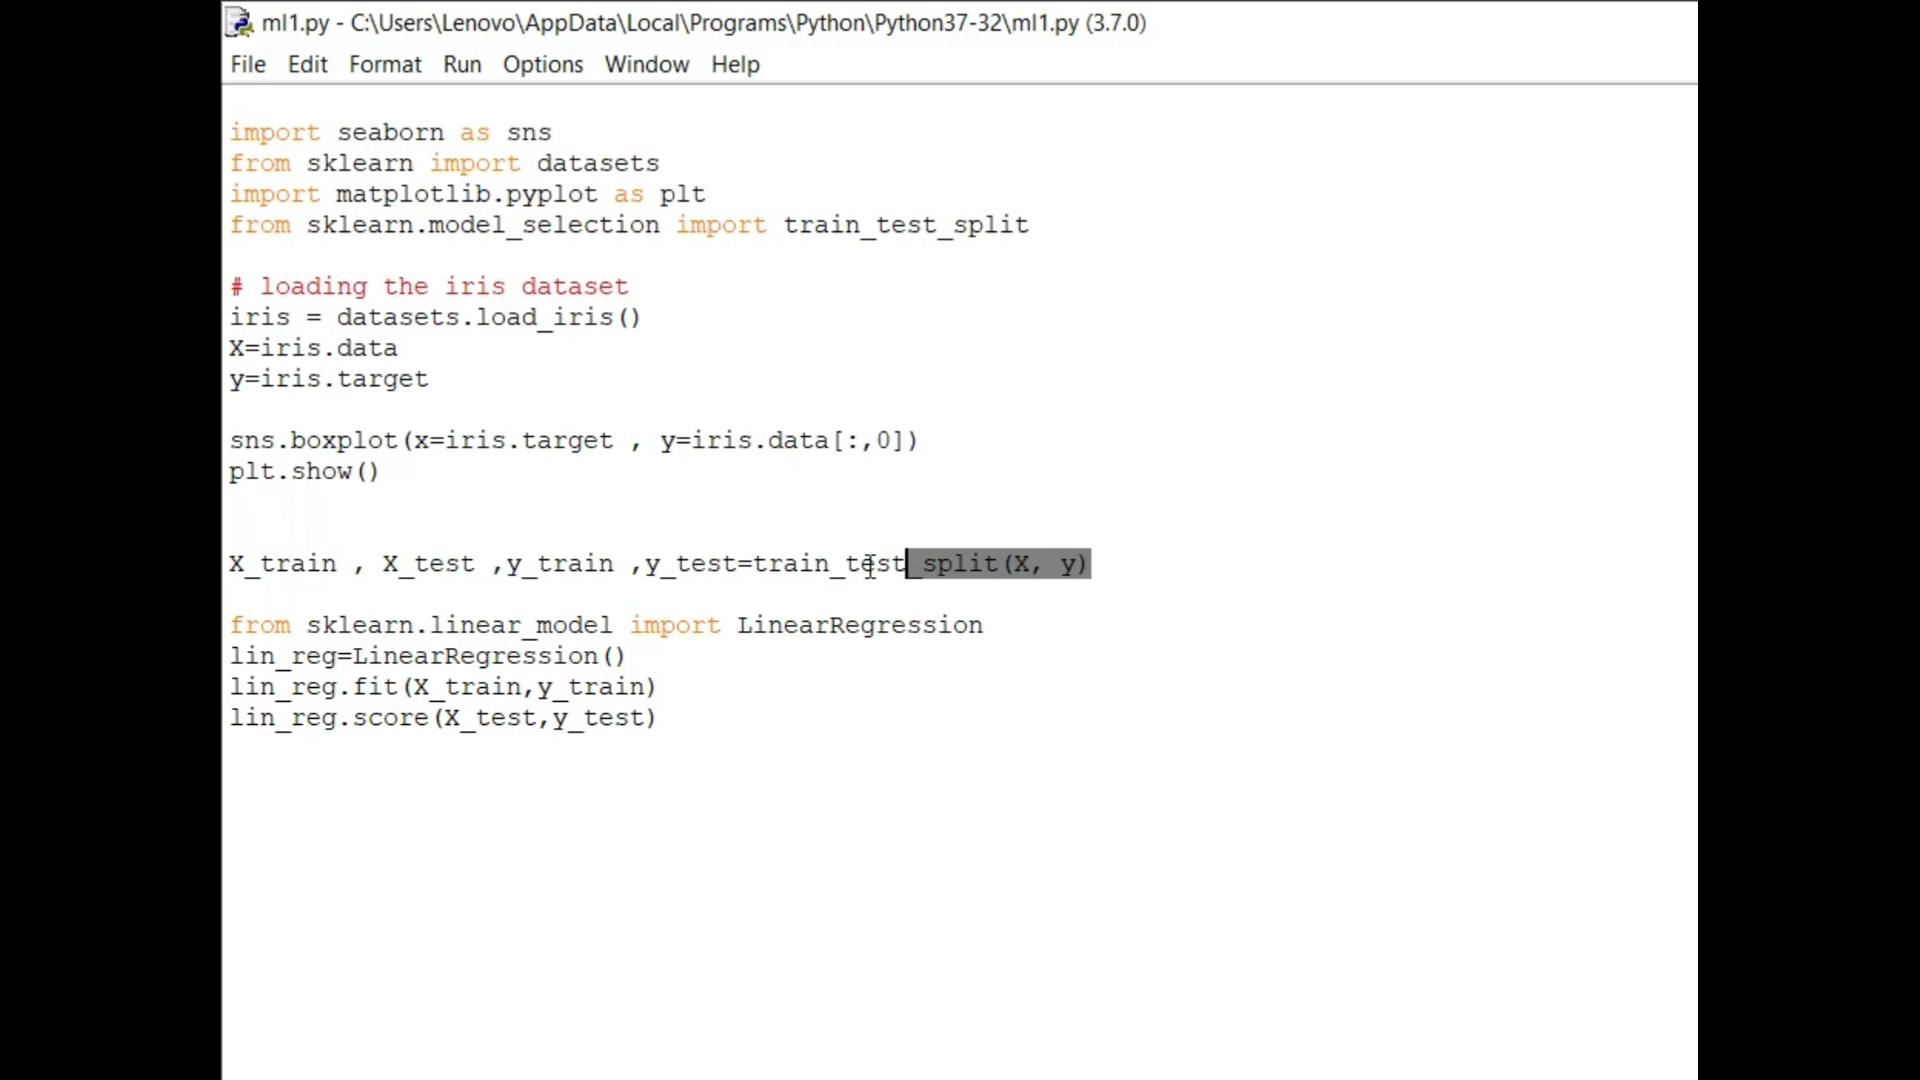 ml1.py - C:\Users\Lenovo\AppData\Local\Programs\Python\Python37-32\ml1.py (3.7.0)
File Edit Format Run Options Window Help
import seaborn as sns
from sklearn import datasets
import matplotlib.pyplot as plt
from sklearn.model_selection import train_test_split
# loading the iris dataset
iris = datasets.load_iris()
X=iris.data
y=iris.target
sns.boxplot(x=iris.target , y=iris.data[:,0])
plt.show()
X_train , X_test ,y_train ,y_test=train_test_split(X, y)
from sklearn.linear_model import LinearRegression
lin_reg=LinearRegression()
lin_reg.fit(X_train,y_train)
lin_reg.score(X_test,y_test)